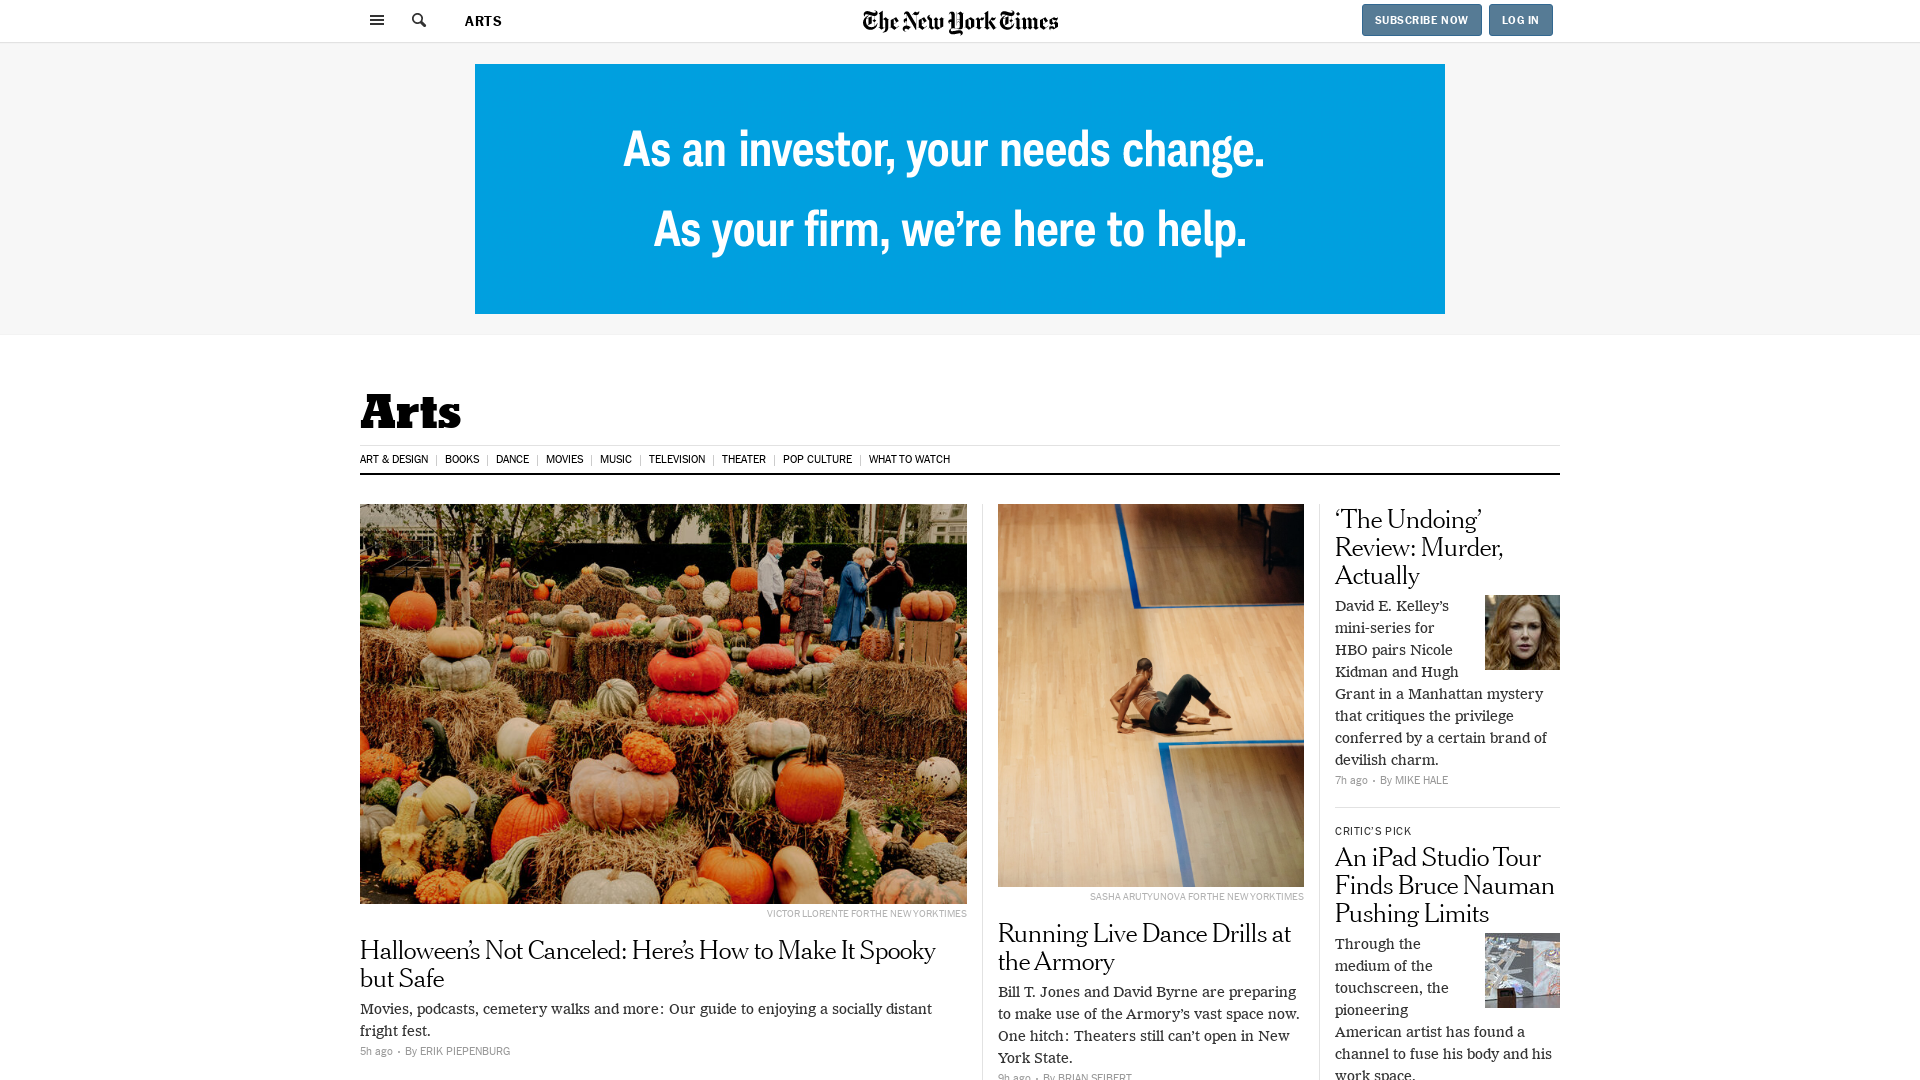 ARTS
The New York Times
SUBSCRIBE NOW
LOG IN
As an investor, your needs change.
As your firm, we’re here to help.
Arts
ART & DESIGN
BOOKS
DANCE
MOVIES
MUSIC
TELEVISION
THEATER
POP CULTURE
WHAT TO WATCH
VICTOR LLORENTE FOR THE NEW YORK TIMES
Halloween’s Not Canceled: Here’s How to Make It Spooky
but Safe
Movies, podcasts, cemetery walks and more: Our guide to enjoying a socially distant
fright fest.
5h ago · By ERIK PIEPENBURG
SASHA ARUTYUNOVA FOR THE NEW YORK TIMES
Running Live Dance Drills at
the Armory
Bill T. Jones and David Byrne are preparing
to make use of the Armory’s vast space now.
One hitch: Theaters still can’t open in New
York State.
9h ago · By BRIAN SEIBERT
‘The Undoing’
Review: Murder,
Actually
David E. Kelley’s
mini-series for
HBO pairs Nicole
Kidman and Hugh
Grant in a Manhattan mystery
that critiques the privilege
conferred by a certain brand of
devilish charm.
7h ago · By MIKE HALE
CRITIC’S PICK
An iPad Studio Tour
Finds Bruce Nauman
Pushing Limits
Through the
medium of the
touchscreen, the
pioneering
American artist has found a
channel to fuse his body and his
work space.